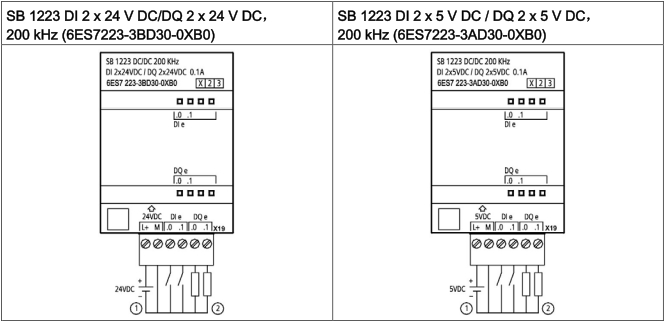 SB 1223 DI 2 x 24 V DC/DQ 2 x 24 V DC,
200 kHz (6ES7223-3BD30-0XB0)
SB 1223 DC/DC 200 KHz
DI 2x24VDC / DQ 2x24VDC 0.1A
6ES7 223-3BD30-0XB0 X 2 3
.0 .1
DI e
DQ e
.0 .1
24VDC DI e DQ e
L+ M .0 .1 .0 .1 X19
+
24VDC
−
1 2
SB 1223 DI 2 x 5 V DC / DQ 2 x 5 V DC,
200 kHz (6ES7223-3AD30-0XB0)
SB 1223 DC/DC 200 KHz
DI 2x5VDC / DQ 2x5VDC 0.1A
6ES7 223-3AD30-0XB0 X 2 3
.0 .1
DI e
DQ e
.0 .1
5VDC DI e DQ e
L+ M .0 .1 .0 .1 X19
+
5VDC
−
1 2